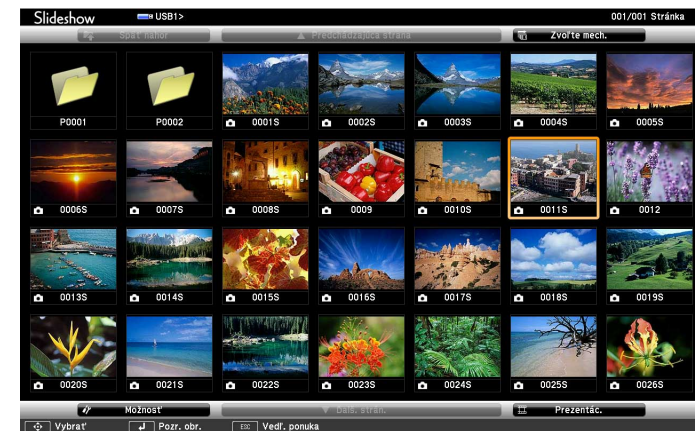 Slideshow USB1> 001/001 Stránka
Späť nahor Predchádzajúca strana Zvoľte mech.
P0001 P0002 0001S 0002S 0003S 0004S 0005S
0006S 0007S 0008S 0009 0010S 0011S 0012
0013S 0014S 0015S 0016S 0017S 0018S 0019S
0020S 0021S 0022S 0023S 0024S 0025S 0026S
Možnosť Ďalš. strán. Prezentác.
Vybrať Pozr. obr. ESC Vedľ. ponuka